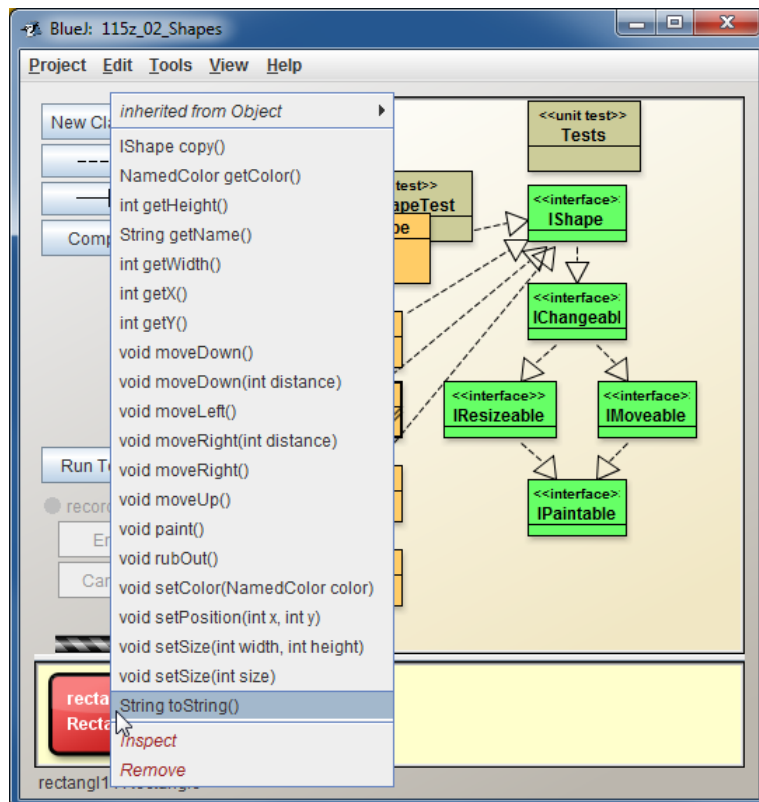 BlueJ: 115z_02_Shapes
Project Edit Tools View Help
New
inherited from Object
IShape copy()
NamedColor getColor()
int getHeight()
String getName()
int getWidth()
int getX()
int getY()
void moveDown()
void moveDown(int distance)
void moveLeft()
void moveRight(int distance)
void moveRight()
void moveUp()
void paint()
void rubOut()
void setColor(NamedColor color)
void setPosition(int x, int y)
void setSize(int width, int height)
void setSize(int size)
String toString()
Inspect
Remove
Run
<<unit test>>
Tests
test>>
apeTest
<<interface>:
IShape
<<interface>:
IChangeabl
<<interface>>
IResizeable
<<interface>:
IMoveable
<<interface>:
IPaintable